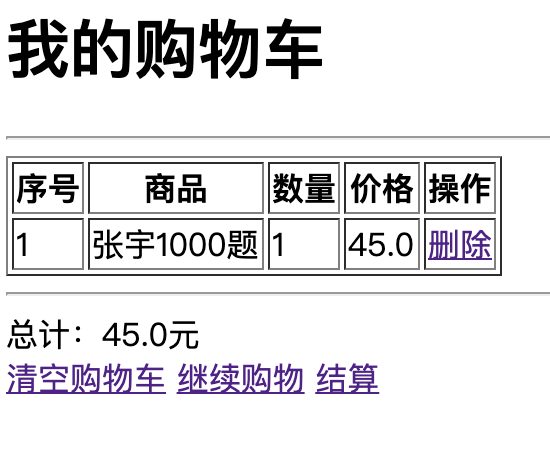 我的购物车
序号 商品 数量 价格 操作
1 张宇1000题 1 45.0 删除
总计：45.0元
清空购物车 继续购物 结算